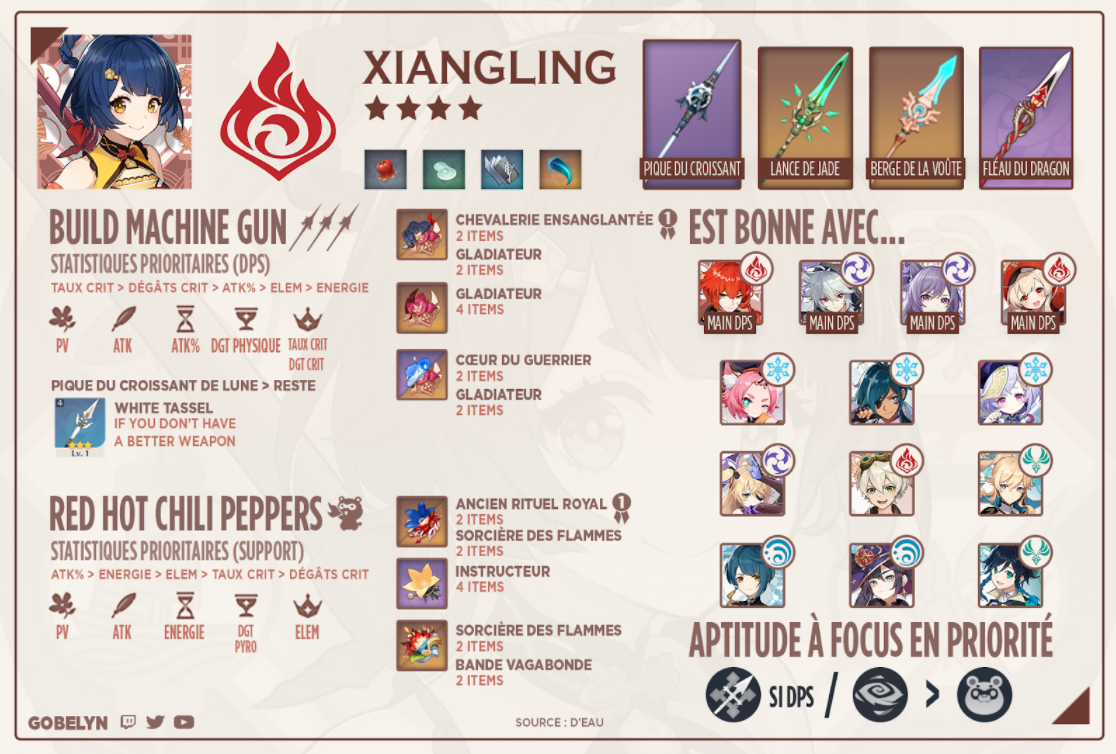 XIANGLING
PIQUE DU CROISSANT
LANCE DE JADE
BERGE DE LA VOÛTE
FLÉAU DU DRAGON
BUILD MACHINE GUN
STATISTIQUES PRIORITAIRES (DPS)
TAUX CRIT > DÉGÂTS CRIT > ATK% > ELEM > ENERGIE
PV
ATK
ATK%
DGT PHYSIQUE
TAUX CRIT
DGT CRIT
PIQUE DU CROISSANT DE LUNE > RESTE
4
Lv. 1
WHITE TASSEL
IF YOU DON'T HAVE
A BETTER WEAPON
CHEVALERIE ENSANGLANTÉE 1
2 ITEMS
GLADIATEUR
2 ITEMS
GLADIATEUR
4 ITEMS
CŒUR DU GUERRIER
2 ITEMS
GLADIATEUR
2 ITEMS
RED HOT CHILI PEPPERS
STATISTIQUES PRIORITAIRES (SUPPORT)
ATK% > ENERGIE > ELEM > TAUX CRIT > DÉGÂTS CRIT
PV
ATK
ENERGIE
DGT
PYRO
ELEM
ANCIEN RITUEL ROYAL 1
2 ITEMS
SORCIÈRE DES FLAMMES
2 ITEMS
INSTRUCTEUR
4 ITEMS
SORCIÈRE DES FLAMMES
2 ITEMS
BANDE VAGABONDE
2 ITEMS
EST BONNE AVEC...
MAIN DPS
MAIN DPS
MAIN DPS
MAIN DPS
APTITUDE À FOCUS EN PRIORITÉ
SI DPS / >
GOBELYN
SOURCE : D'EAU